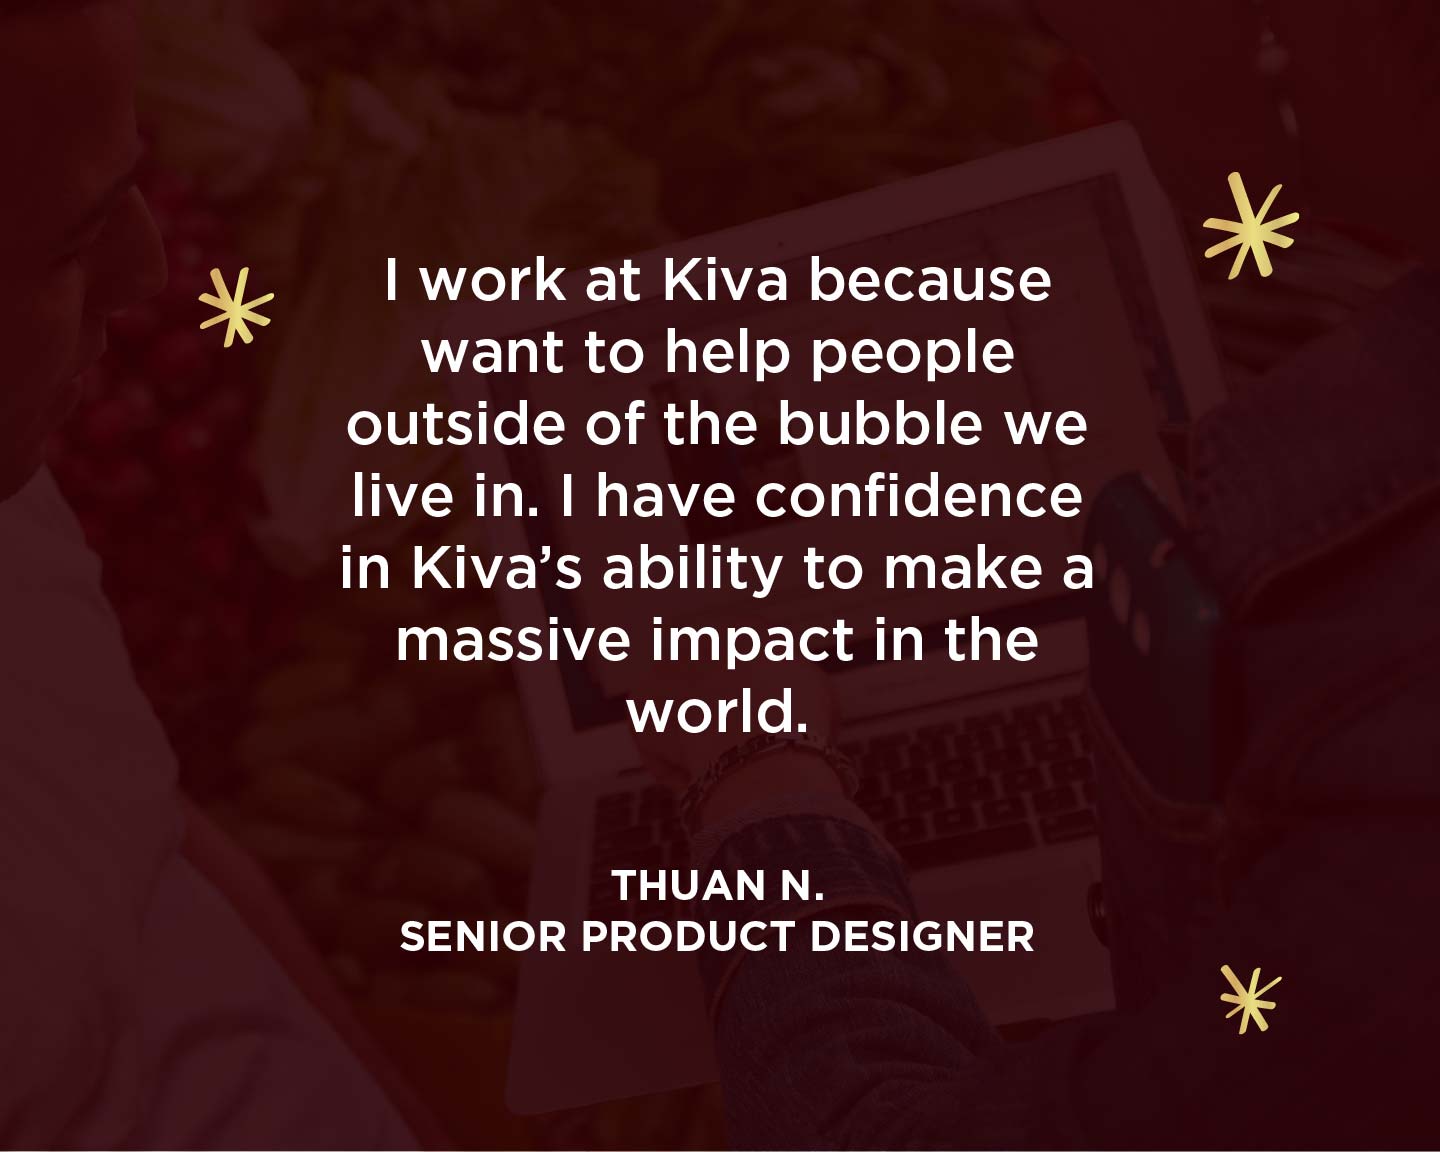 I work at Kiva because
want to help people
outside of the bubble we
live in. I have confidence
in Kiva’s ability to make a
massive impact in the
world.
THUAN N.
SENIOR PRODUCT DESIGNER